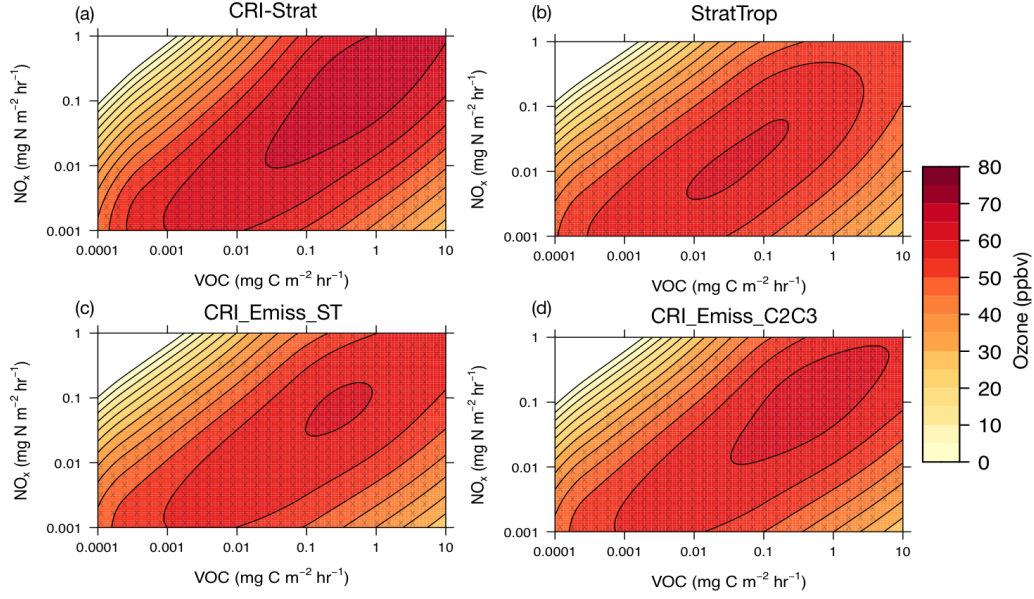 (a)
CRI-Strat
1
0.1
0.01
0.001
NOₓ (mg N m⁻² hr⁻¹)
0.0001
0.001
0.01
0.1
1
10
VOC (mg C m⁻² hr⁻¹)
(b)
StratTrop
1
0.1
0.01
0.001
NOₓ (mg N m⁻² hr⁻¹)
0.0001
0.001
0.01
0.1
1
10
VOC (mg C m⁻² hr⁻¹)
(c)
CRI_Emiss_ST
1
0.1
0.01
0.001
NOₓ (mg N m⁻² hr⁻¹)
0.0001
0.001
0.01
0.1
1
10
VOC (mg C m⁻² hr⁻¹)
(d)
CRI_Emiss_C2C3
1
0.1
0.01
0.001
NOₓ (mg N m⁻² hr⁻¹)
0.0001
0.001
0.01
0.1
1
10
VOC (mg C m⁻² hr⁻¹)
80
70
60
50
40
30
20
10
0
Ozone (ppbv)